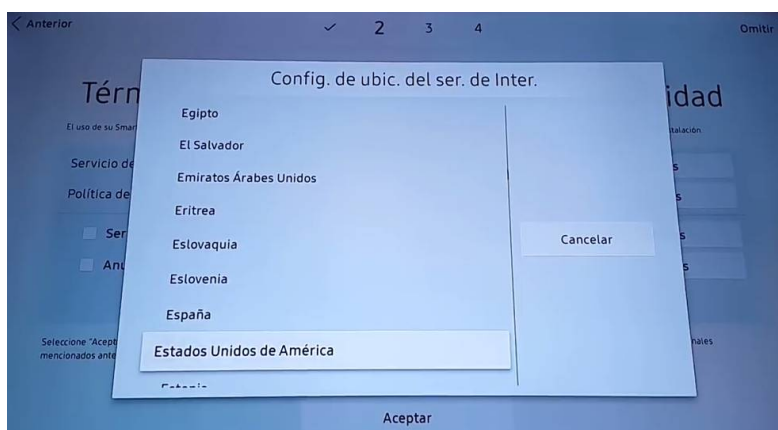 Anterior
2 3 4
Omitir
Config. de ubic. del ser. de Inter.
Térm
idad
El uso de su Smar
talación.
Servicio de
s
Política de
s
Ser
s
Anu
s
Egipto
El Salvador
Emiratos Árabes Unidos
Eritrea
Eslovaquia
Eslovenia
España
Estados Unidos de América
Cancelar
Seleccione "Acept
nales
mencionados ante
Aceptar